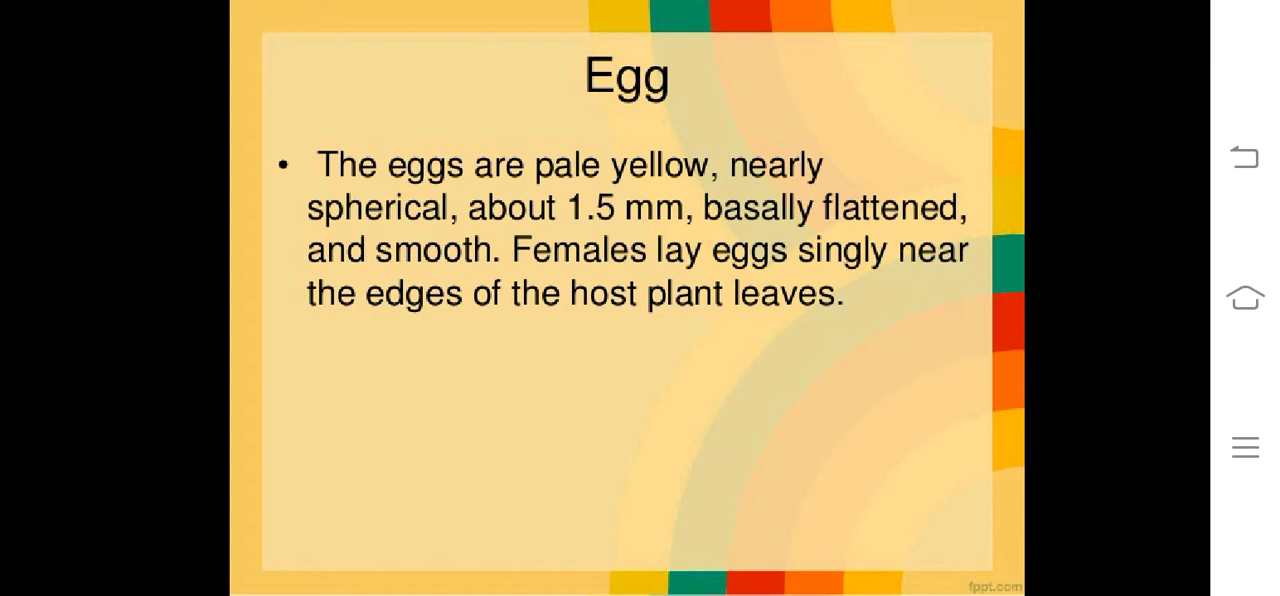 Egg
• The eggs are pale yellow, nearly
spherical, about 1.5 mm, basally flattened,
and smooth. Females lay eggs singly near
the edges of the host plant leaves.
fppt.com